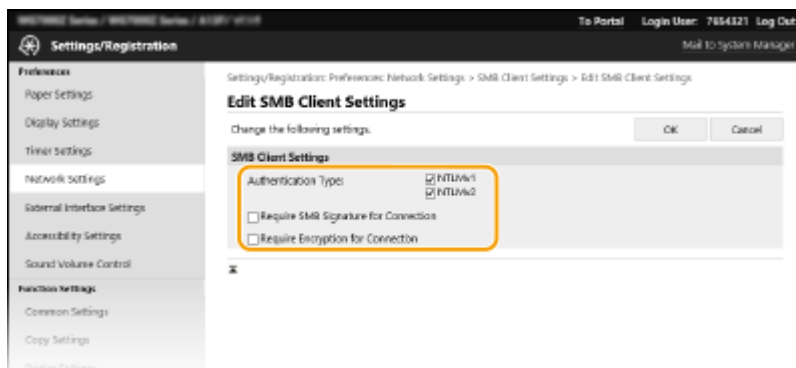 To Portal Login User: 7654321 Log Out
Settings/Registration
Mail to System Manager
Preferences
Paper Settings
Display Settings
Timer Settings
Network Settings
External Interface Settings
Accessibility Settings
Sound Volume Control
Function Settings
Common Settings
Copy Settings
Settings/Registration: Preferences: Network Settings > SMB Client Settings > Edit SMB Client Settings
Edit SMB Client Settings
Change the following settings.
OK Cancel
SMB Client Settings
Authentication Type: NTLMv1
NTLMv2
Require SMB Signature for Connection
Require Encryption for Connection